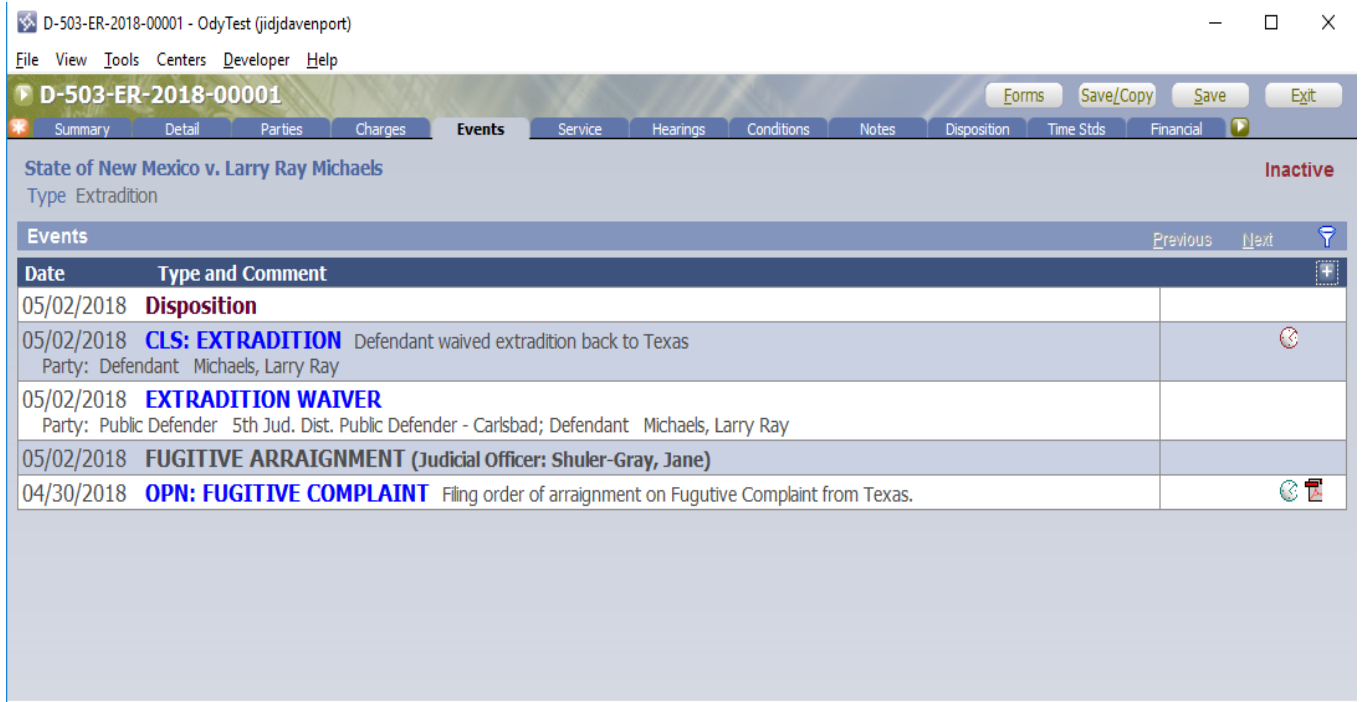 D-503-ER-2018-00001 - OdyTest (jidjdavenport)
File View Tools Centers Developer Help
D-503-ER-2018-00001 Forms Save/Copy Save Exit
Summary Detail Parties Charges Events Service Hearings Conditions Notes Disposition Time Stds Financial
State of New Mexico v. Larry Ray Michaels Inactive
Type Extradition
Events Previous Next
Date Type and Comment
05/02/2018 Disposition
05/02/2018 CLS: EXTRADITION Defendant waived extradition back to Texas
Party: Defendant Michaels, Larry Ray
05/02/2018 EXTRADITION WAIVER
Party: Public Defender 5th Jud. Dist. Public Defender - Carlsbad; Defendant Michaels, Larry Ray
05/02/2018 FUGITIVE ARRAIGNMENT (Judicial Officer: Shuler-Gray, Jane)
04/30/2018 OPN: FUGITIVE COMPLAINT Filing order of arraignment on Fugutive Complaint from Texas.